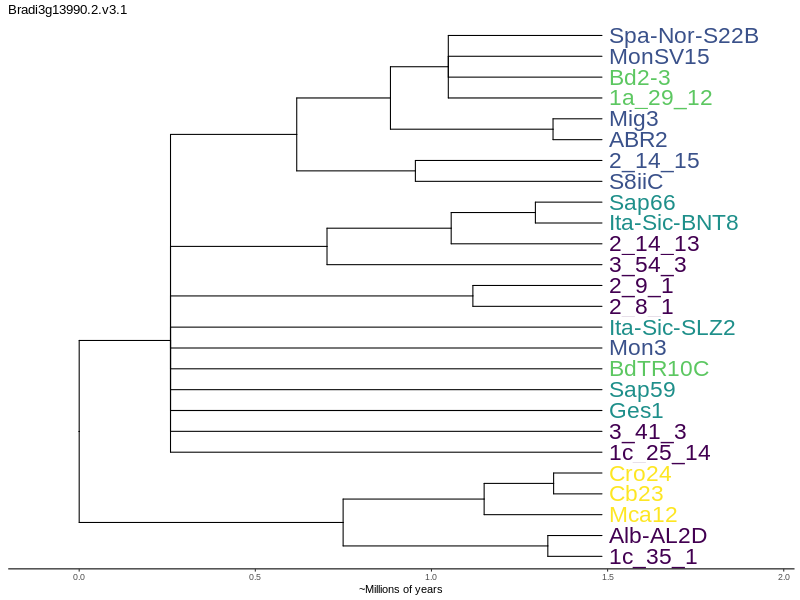 Bradi3g13990.2.v3.1
Spa-Nor-S22B
MonSV15
Bd2-3
1a_29_12
Mig3
ABR2
2_14_15
S8iiC
Sap66
Ita-Sic-BNT8
2_14_13
3_54_3
2_9_1
2_8_1
Ita-Sic-SLZ2
Mon3
BdTR10C
Sap59
Ges1
3_41_3
1c_25_14
Cro24
Cb23
Mca12
Alb-AL2D
1c_35_1
0.0 0.5 1.0 1.5 2.0
~Millions of years